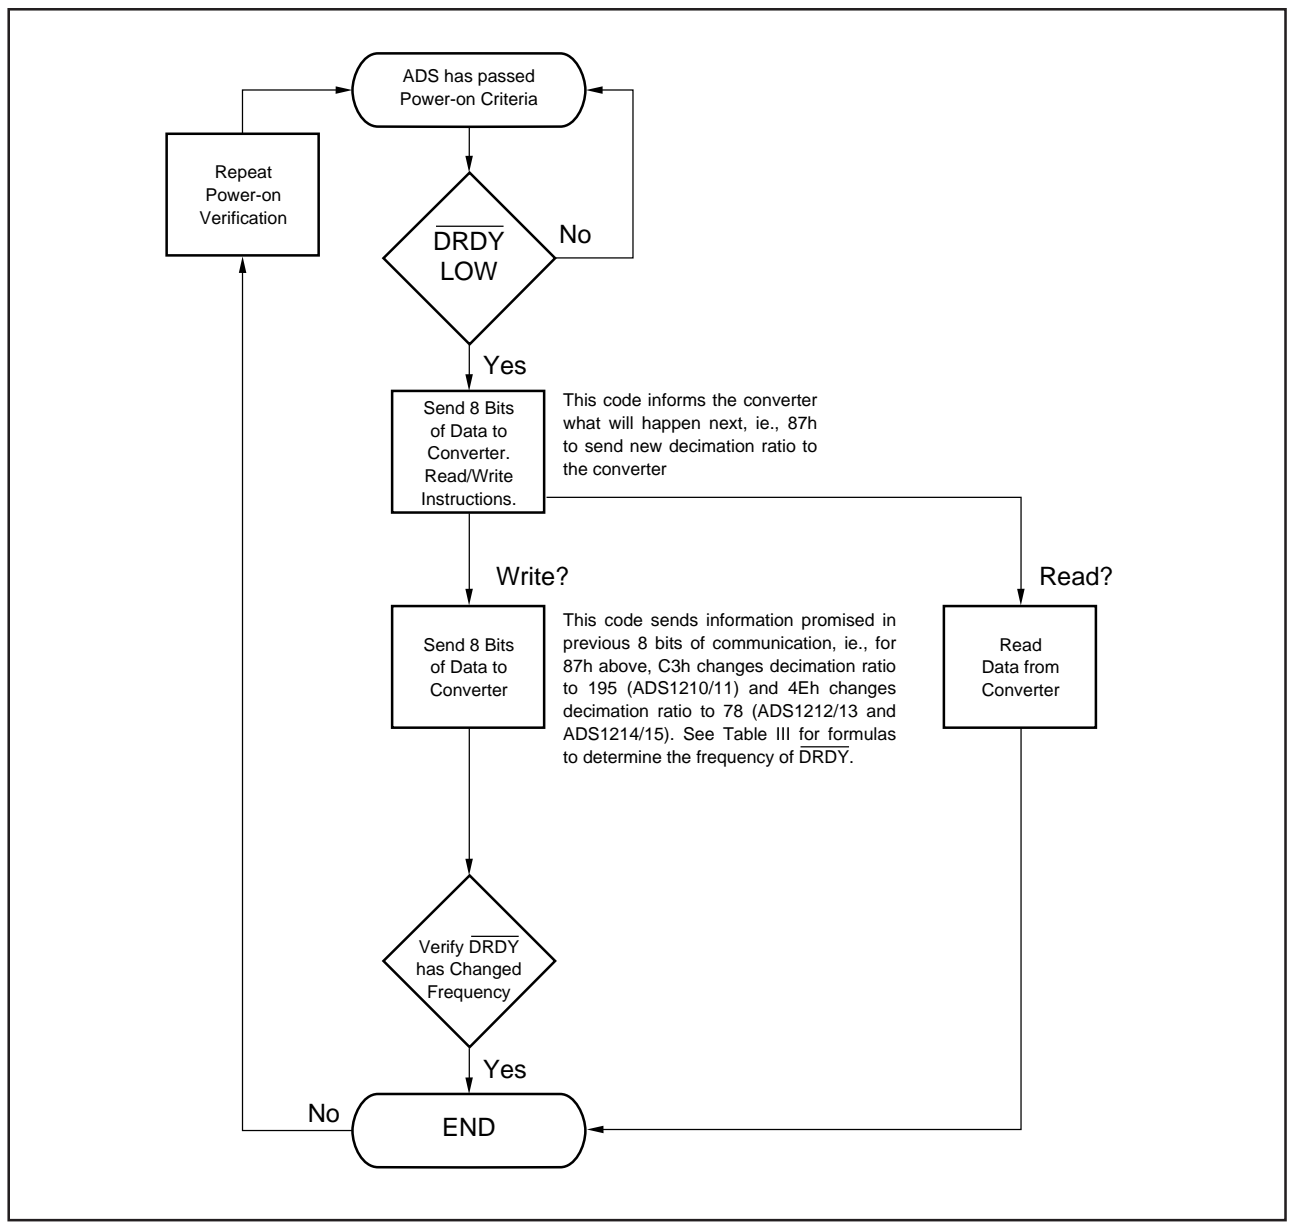 ADS has passed
Power-on Criteria
Repeat
Power-on
Verification
DRDY
LOW
No
Yes
Send 8 Bits
of Data to
Converter.
Read/Write
Instructions.
This code informs the converter
what will happen next, ie., 87h
to send new decimation ratio to
the converter
Write?
Read?
Send 8 Bits
of Data to
Converter
This code sends information promised in
previous 8 bits of communication, ie., for
87h above, C3h changes decimation ratio
to 195 (ADS1210/11) and 4Eh changes
decimation ratio to 78 (ADS1212/13 and
ADS1214/15). See Table III for formulas
to determine the frequency of DRDY.
Read
Data from
Converter
Verify DRDY
has Changed
Frequency
Yes
No
END